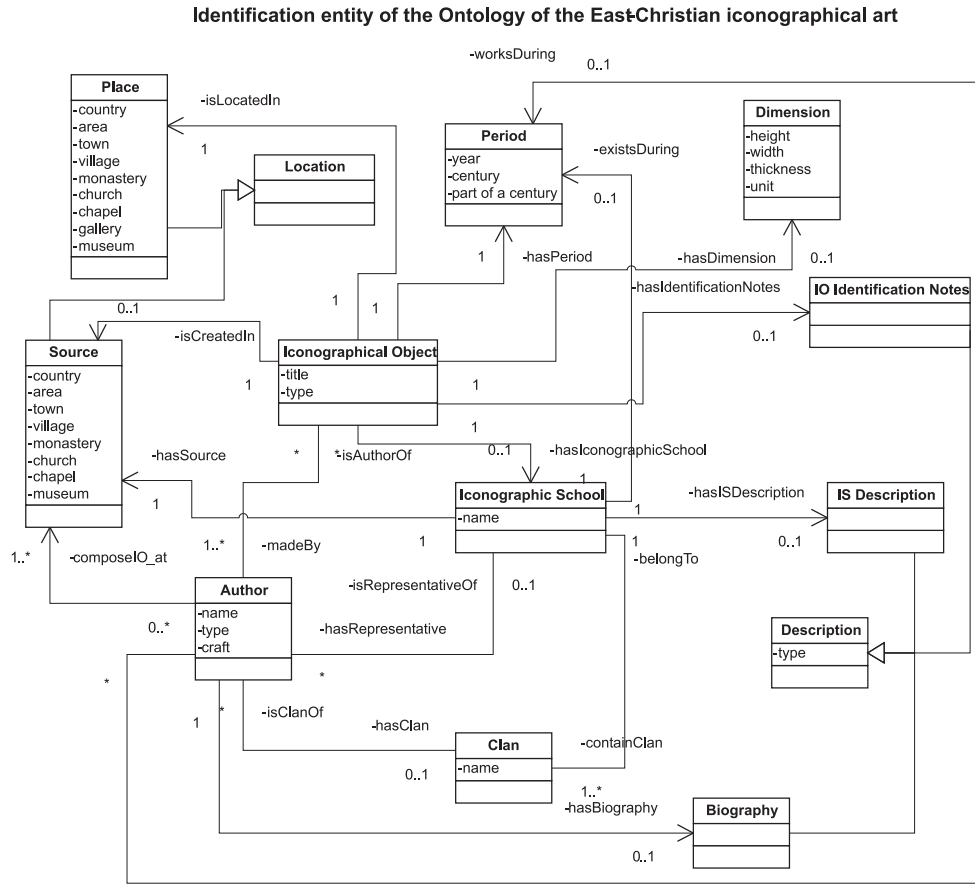 Identification entity of the Ontology of the East-Christian iconographical art
-worksDuring
0..1
Place
-country
-area
-town
-village
-monastery
-church
-chapel
-gallery
-museum
-isLocatedIn
1
Location
Period
-year
-century
-part of a century
-existsDuring
0..1
Dimension
-height
-width
-thickness
-unit
1
-hasPeriod
-hasDimension
0..1
0..1
1
1
-hasIdentificationNotes
IO Identification Notes
0..1
-isCreatedIn
Source
-country
-area
-town
-village
-monastery
-church
-chapel
-museum
1
Iconographical Object
-title
-type
1
1
*
*
-isAuthorOf
0..1
-hasIconographicSchool
1
-hasSource
1
Iconographic School
-name
1
1
-hasISDescription
0..1
IS Description
1..*
-composeIO_at
1..*
-madeBy
1
-belongTo
-isRepresentativeOf
0..1
Author
-name
-type
-craft
0..*
-hasRepresentative
*
*
Description
-type
1
*
-isClanOf
-hasClan
0..1
Clan
-name
-containClan
1..*
-hasBiography
0..1
Biography